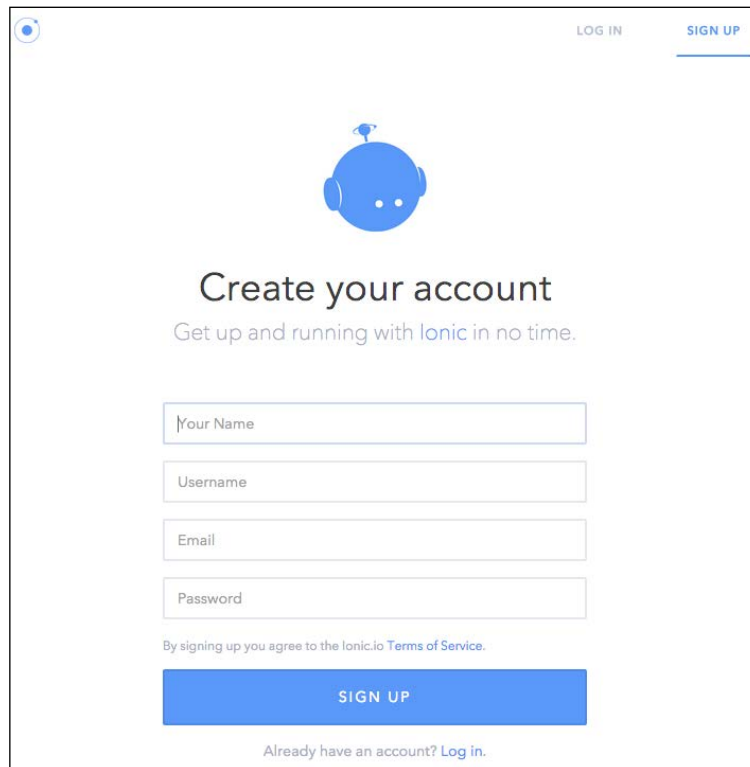 LOG IN
SIGN UP
Create your account
Get up and running with Ionic in no time.
Your Name
Username
Email
Password
By signing up you agree to the Ionic.io Terms of Service.
SIGN UP
Already have an account? Log in.